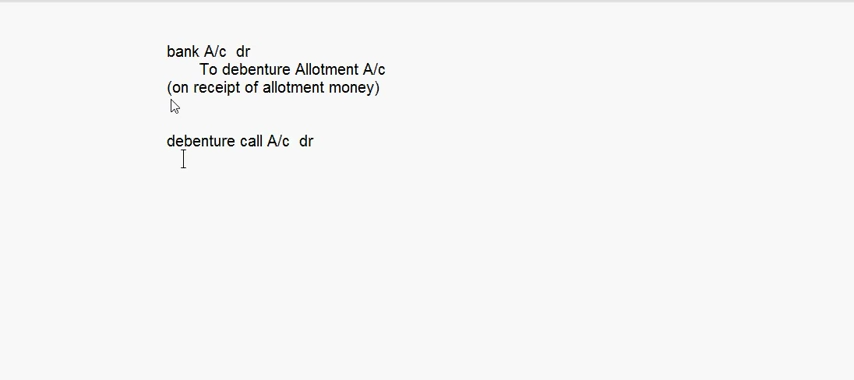 bank A/c  dr
To debenture Allotment A/c
(on receipt of allotment money)
debenture call A/c  dr